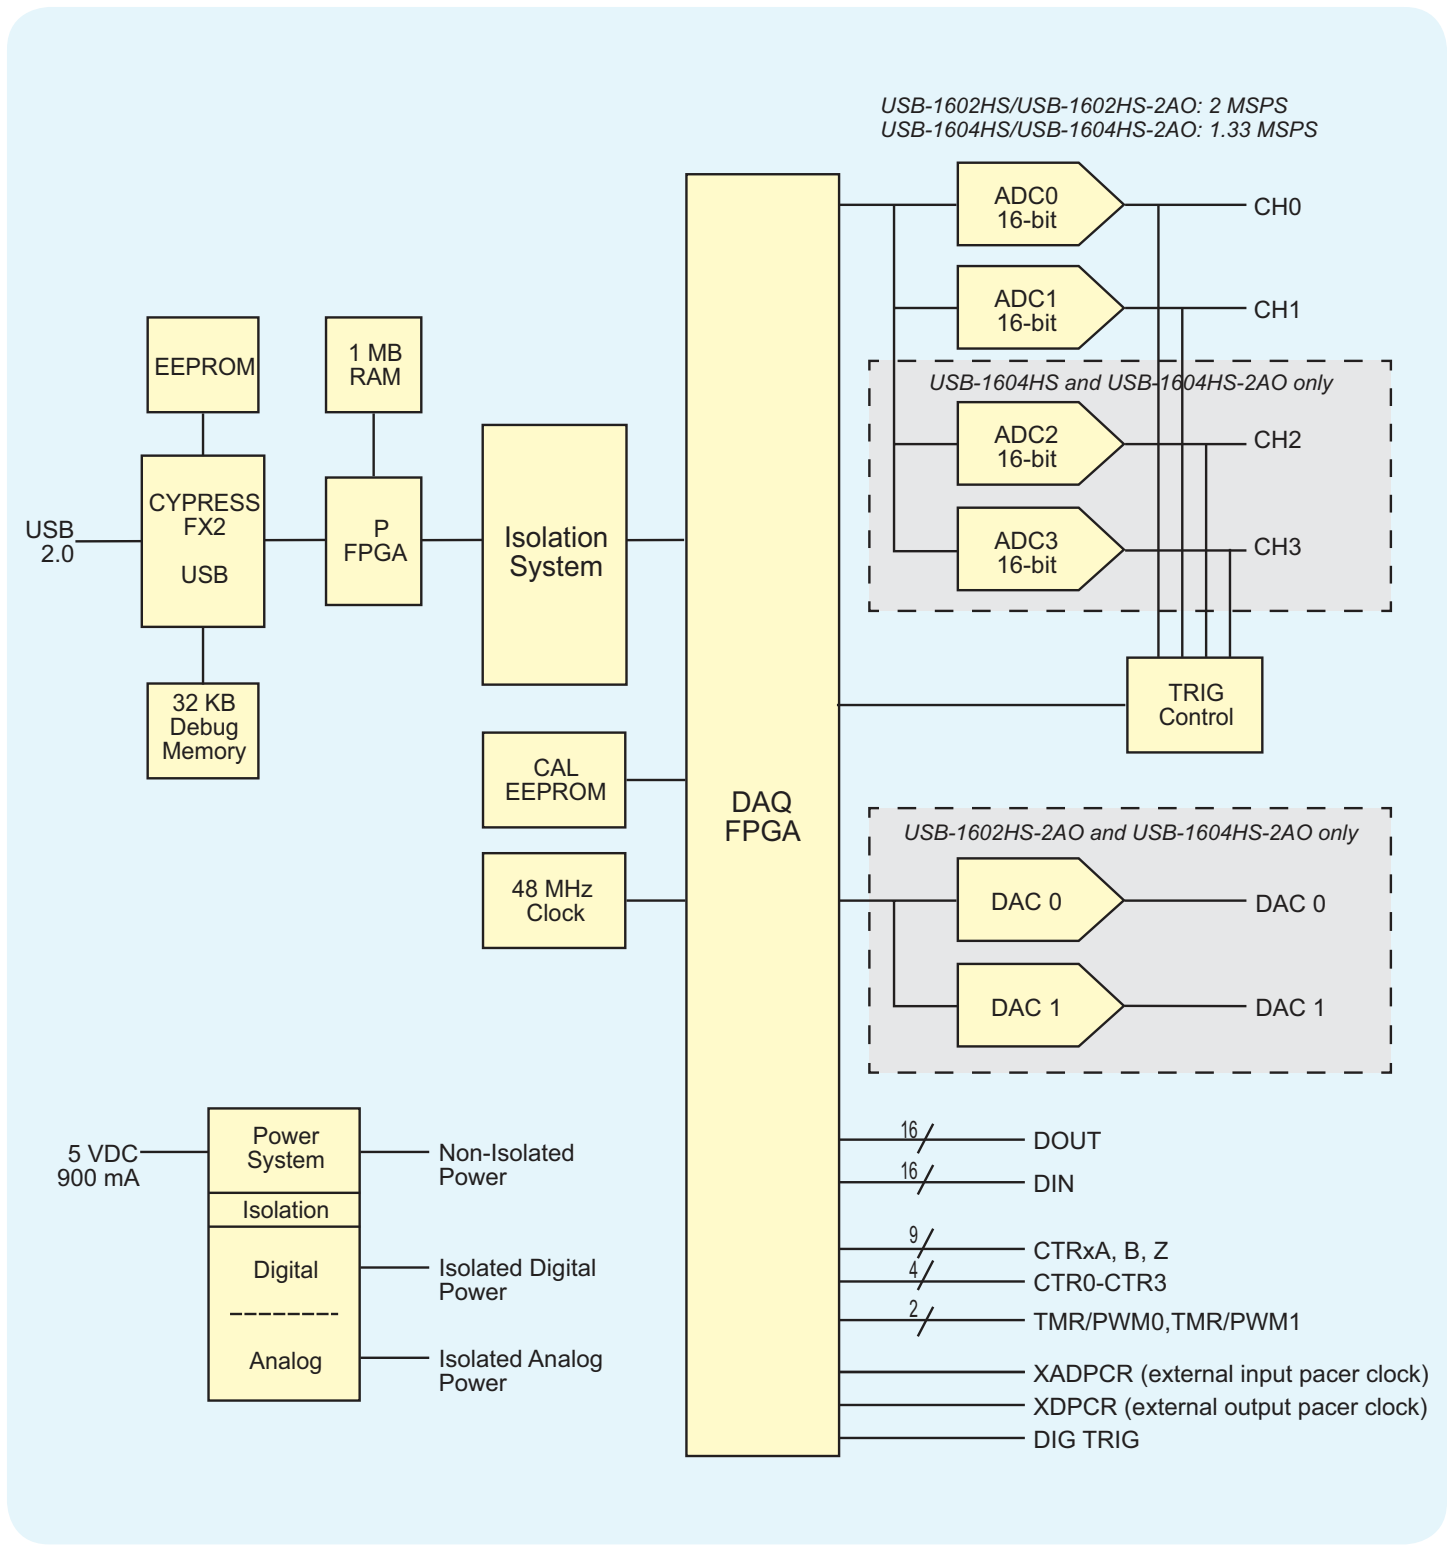 USB-1602HS/USB-1602HS-2AO: 2 MSPS
USB-1604HS/USB-1604HS-2AO: 1.33 MSPS
ADC0
16-bit
CH0
ADC1
16-bit
CH1
USB-1604HS and USB-1604HS-2AO only
ADC2
16-bit
CH2
ADC3
16-bit
CH3
TRIG
Control
EEPROM
1 MB
RAM
USB
2.0
CYPRESS
FX2
USB
P
FPGA
Isolation
System
32 KB
Debug
Memory
CAL
EEPROM
48 MHz
Clock
DAQ
FPGA
USB-1602HS-2AO and USB-1604HS-2AO only
DAC 0
DAC 0
DAC 1
DAC 1
5 VDC
900 mA
Power
System
Non-Isolated
Power
Isolation
Digital
Isolated Digital
Power
Analog
Isolated Analog
Power
16
DOUT
16
DIN
9
CTRxA, B, Z
4
CTR0-CTR3
2
TMR/PWM0,TMR/PWM1
XADPCR (external input pacer clock)
XDPCR (external output pacer clock)
DIG TRIG